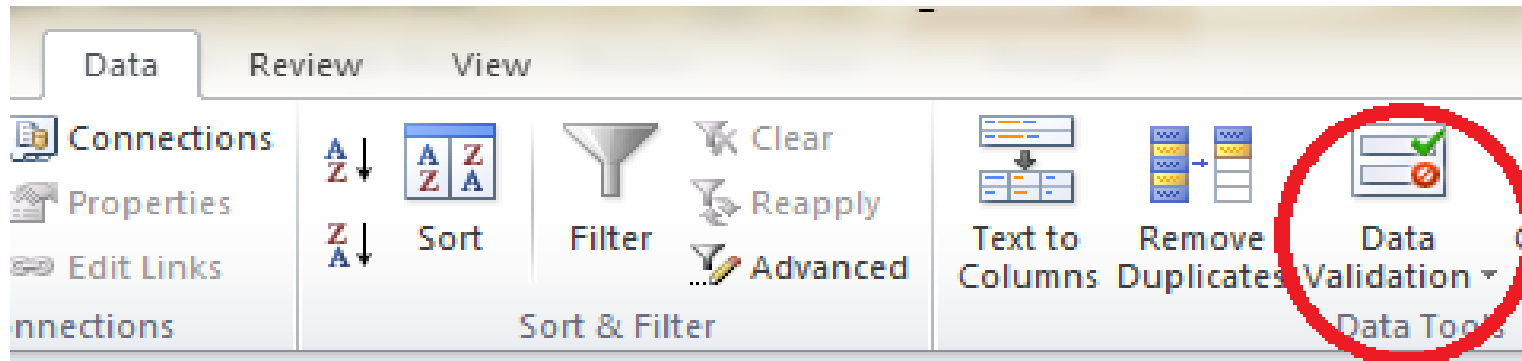 Data Review View
Connections
Properties
Edit Links
nnections
A Z
Z A
A Z Z A
Sort
Filter
Clear
Reapply
Advanced
Sort & Filter
Text to
Columns
Remove
Duplicates
Data
Validation
Data Tools